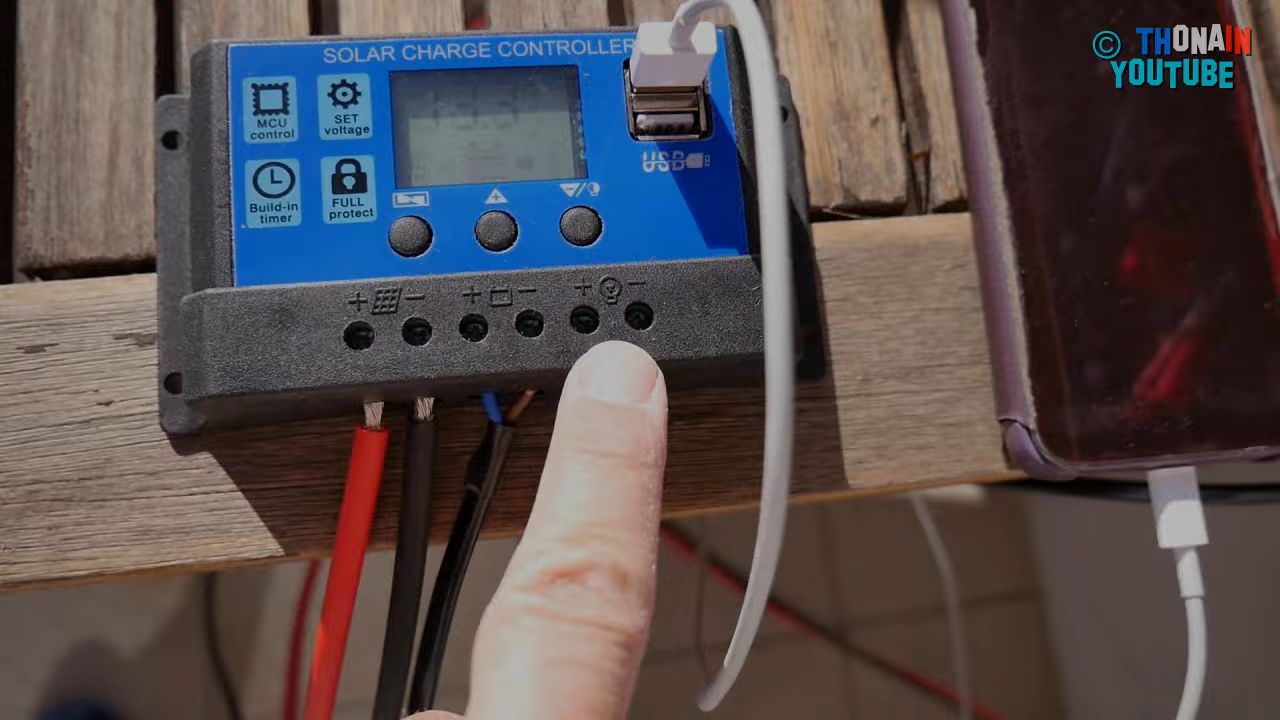 © THONAIN
YOUTUBE
SOLAR CHARGE CONTROLLER
MCU
control
SET
voltage
Build-in
timer
FULL
protect
USB